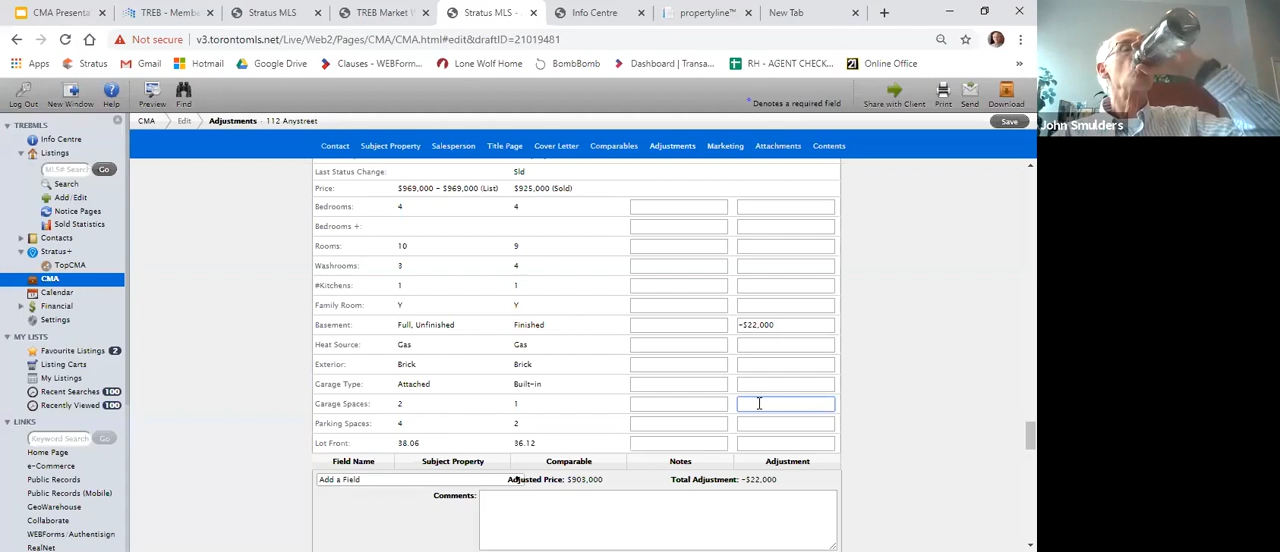 CMA Presenta
TREB - Memb
Stratus MLS
TREB Market W
Stratus MLS -
Info Centre
propertyline™
New Tab
Not secure
v3.torontomls.net/Live/Web2/Pages/CMA/CMA.html#edit&draftID=21019481
Apps
Stratus
Gmail
Hotmail
Google Drive
Clauses - WEBForm...
Lone Wolf Home
BombBomb
Dashboard | Transa...
RH - AGENT CHECK...
21 Online Office
»
Log Out
New Window
Help
Preview
Find
* Denotes a required field
Share with Client
Print
Send
Download
John Smulders
TREBMLS
Info Centre
Listings
MLS# Search
Go
Search
Add/Edit
Notice Pages
Sold Statistics
Contacts
Stratus+
TopCMA
CMA
Calendar
Financial
Settings
MY LISTS
Favourite Listings 2
Listing Carts
My Listings
Recent Searches 100
Recently Viewed 100
LINKS
Keyword Search
Go
Home Page
e-Commerce
Public Records
Public Records (Mobile)
GeoWarehouse
Collaborate
WEBForms/Authentisign
RealNet
CMA Edit Adjustments - 112 Anystreet
Save
Contact Subject Property Salesperson Title Page Cover Letter Comparables Adjustments Marketing Attachments Contents
Last Status Change: Sld
Price: $969,000 - $969,000 (List) $925,000 (Sold)
Bedrooms: 4 4
Bedrooms +:
Rooms: 10 9
Washrooms: 3 4
#Kitchens: 1 1
Family Room: Y Y
Basement: Full, Unfinished Finished -$22,000
Heat Source: Gas Gas
Exterior: Brick Brick
Garage Type: Attached Built-in
Garage Spaces: 2 1
Parking Spaces: 4 2
Lot Front: 38.06 36.12
Field Name Subject Property Comparable Notes Adjustment
Add a Field Adjusted Price: $903,000 Total Adjustment: -$22,000
Comments: